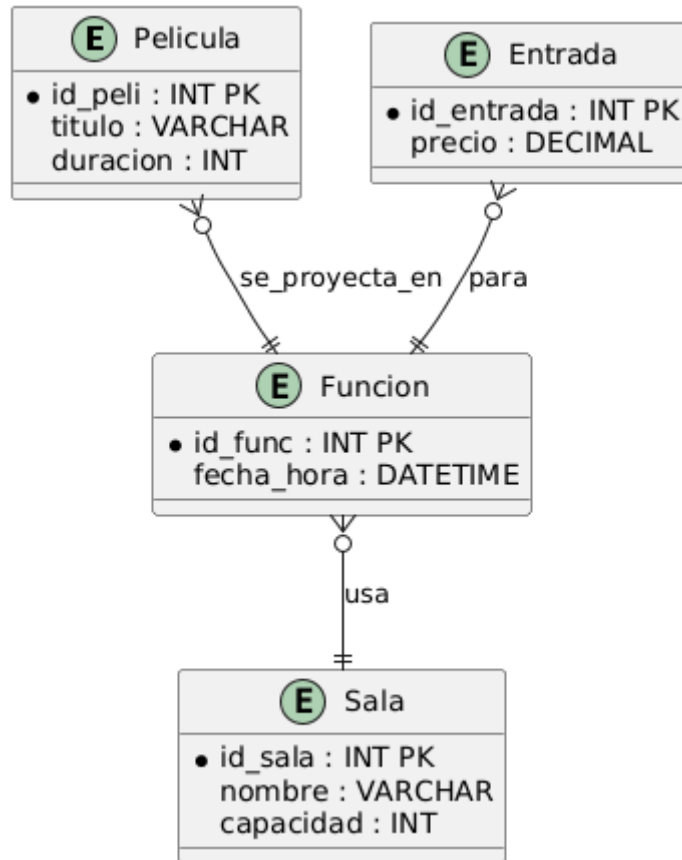 E Pelicula
id_peli : INT PK
titulo : VARCHAR
duracion : INT
E Entrada
id_entrada : INT PK
precio : DECIMAL
se_proyecta_en
para
E Funcion
id_func : INT PK
fecha_hora : DATETIME
usa
E Sala
id_sala : INT PK
nombre : VARCHAR
capacidad : INT